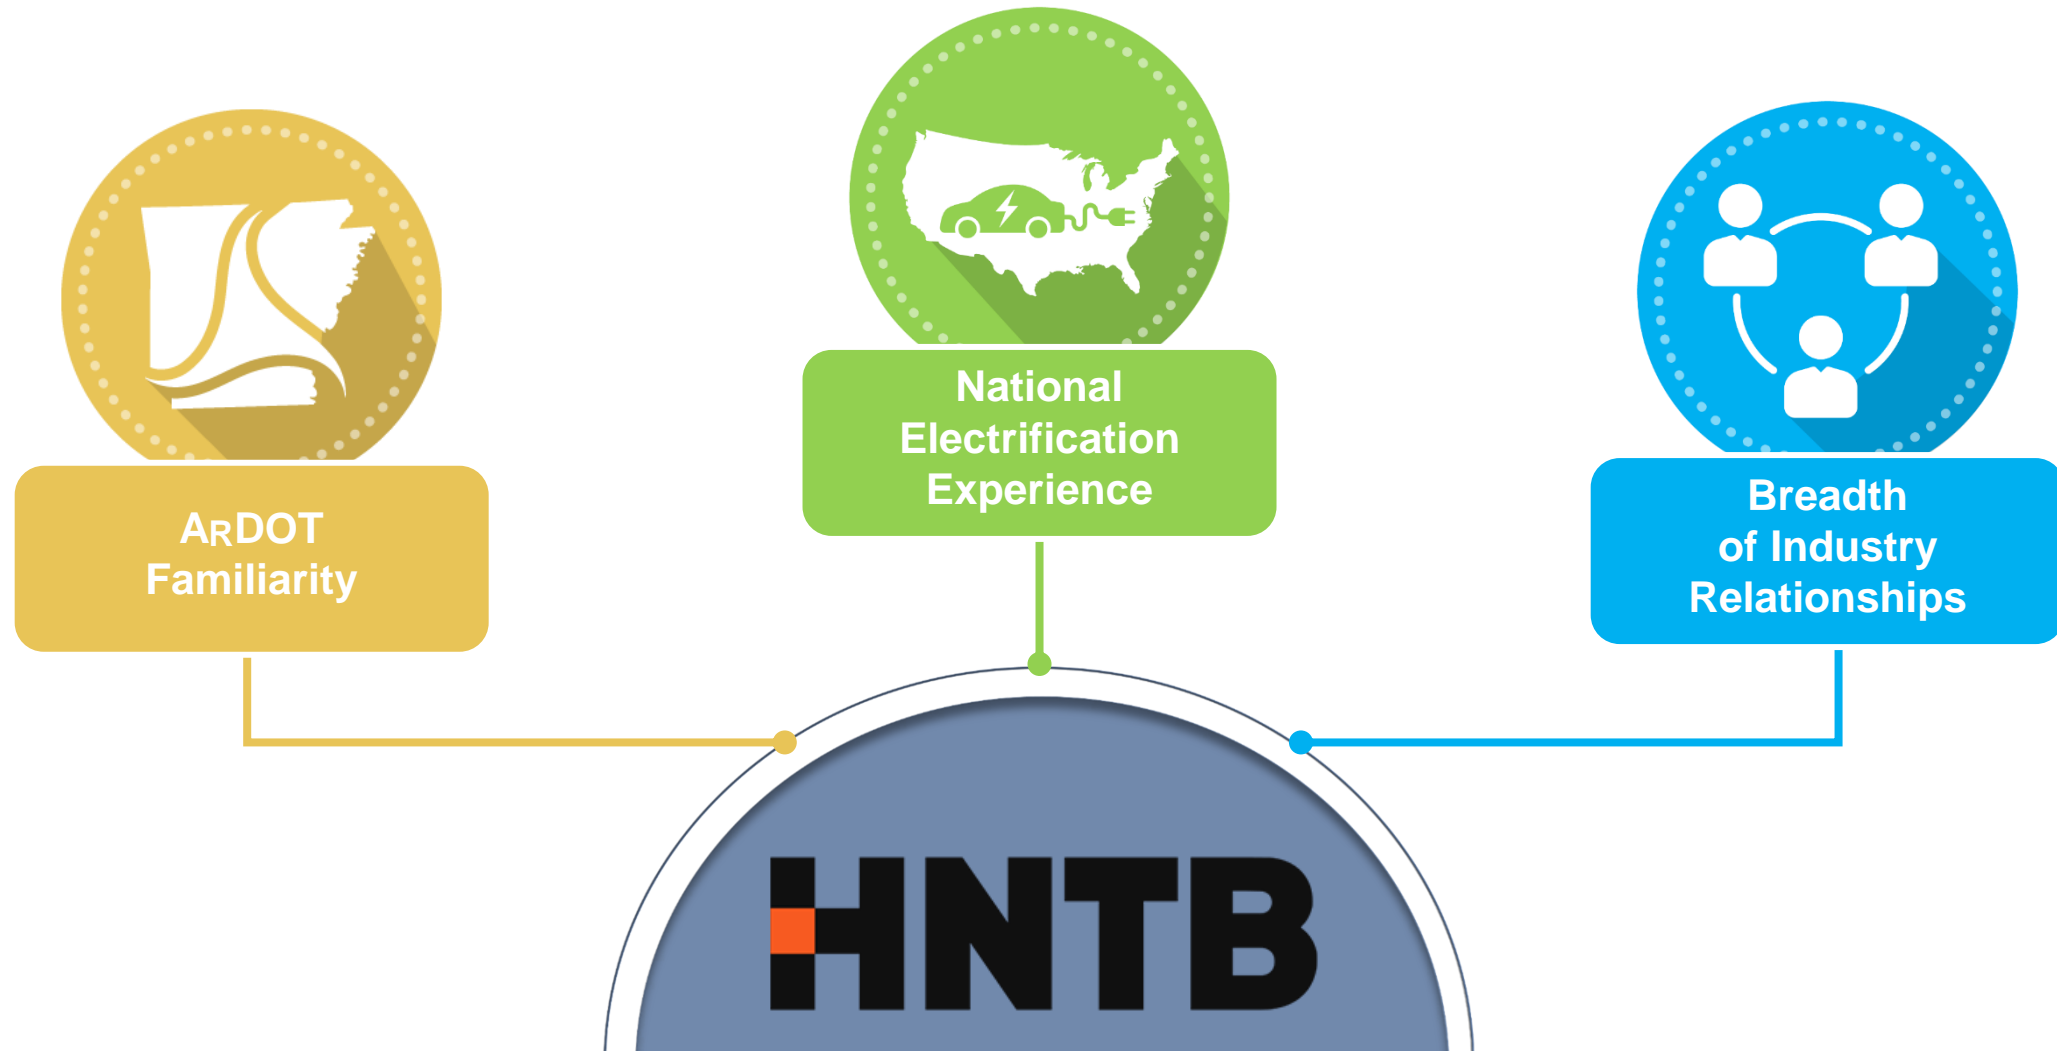 National
Electrification
Experience
ARDOT
Familiarity
Breadth
of Industry
Relationships
HNTB